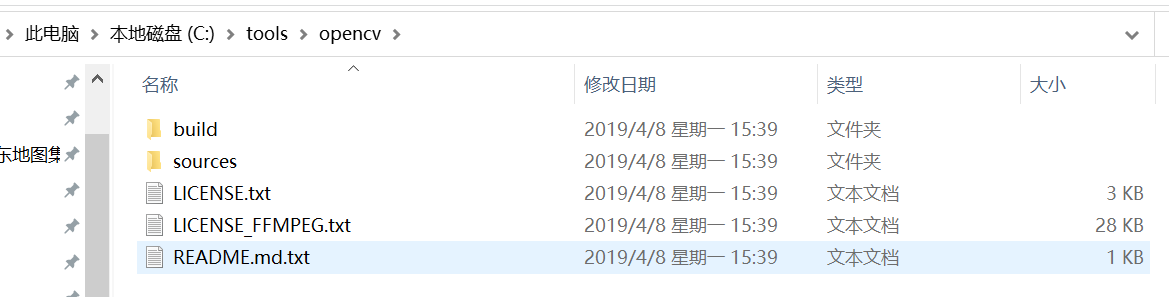 此电脑 > 本地磁盘 (C:) > tools > opencv >
名称 修改日期 类型 大小
build 2019/4/8 星期一 15:39 文件夹
东地图集
sources 2019/4/8 星期一 15:39 文件夹
LICENSE.txt 2019/4/8 星期一 15:39 文本文档 3 KB
LICENSE_FFMPEG.txt 2019/4/8 星期一 15:39 文本文档 28 KB
README.md.txt 2019/4/8 星期一 15:39 文本文档 1 KB